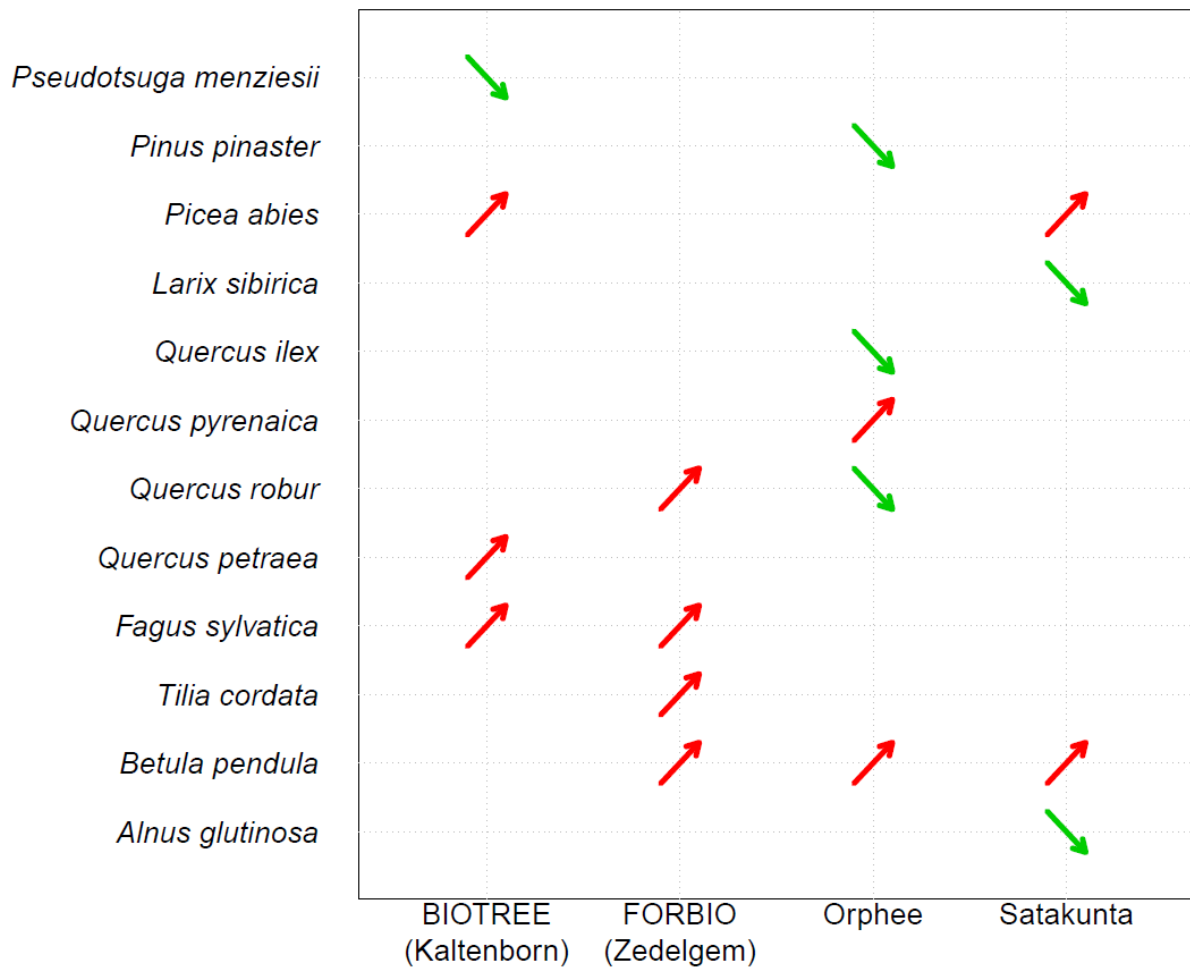 Pseudotsuga menziesii
Pinus pinaster
Picea abies
Larix sibirica
Quercus ilex
Quercus pyrenaica
Quercus robur
Quercus petraea
Fagus sylvatica
Tilia cordata
Betula pendula
Alnus glutinosa
BIOTREE FORBIO Orphee Satakunta
(Kaltenborn) (Zedelgem)